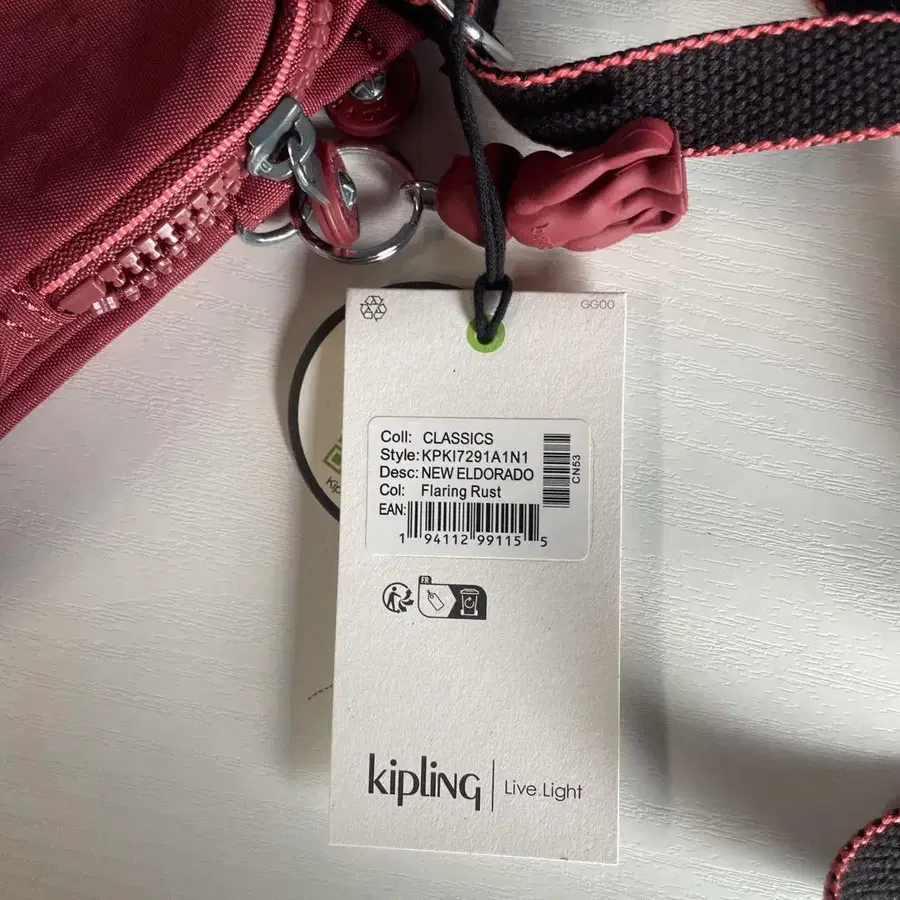 GG00
Coll: CLASSICS
Style: KPKI7291A1N1
Desc: NEW ELDORADO
Col: Flaring Rust
EAN:
1 94112 99115 5
CN53
FR
Kip
kipling | Live.Light